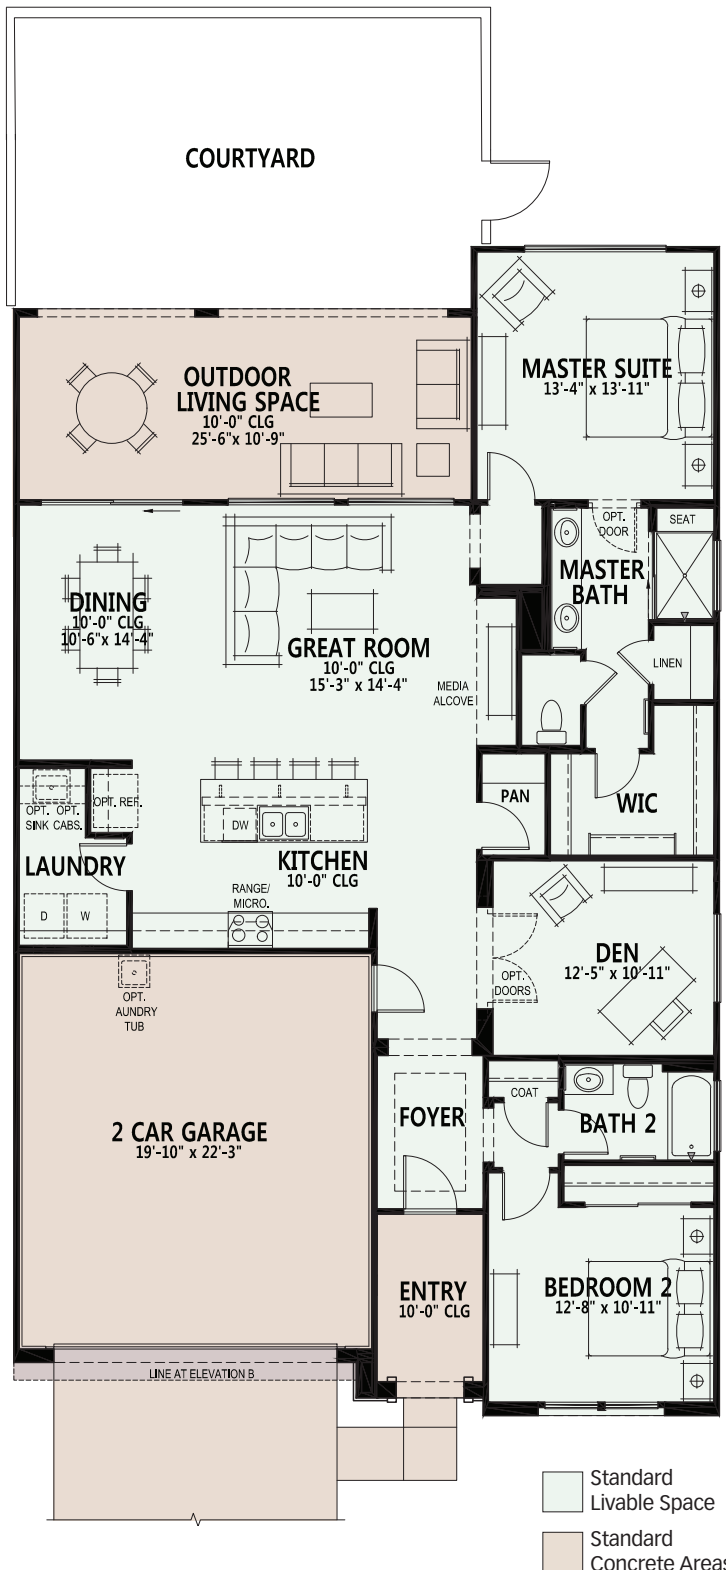 COURTYARD
MASTER SUITE
13'-4" x 13'-11"
OUTDOOR
LIVING SPACE
10'-0" CLG
25'-6"x 10'-9"
OPT.
DOOR
SEAT
MASTER
BATH
DINING
10'-0" CLG
10'-6"x 14'-4"
GREAT ROOM
10'-0" CLG
15'-3" x 14'-4"
MEDIA
ALCOVE
LINEN
OPT. OPT.
SINK CABS.
OPT. REF.
PAN
WIC
DW
LAUNDRY
KITCHEN
10'-0" CLG
RANGE/
MICRO.
D W
DEN
12'-5" x 10'-11"
OPT.
DOORS
OPT.
AUNDRY
TUB
COAT
FOYER
BATH 2
2 CAR GARAGE
19'-10" x 22'-3"
ENTRY
10'-0" CLG
BEDROOM 2
12'-8" x 10'-11"
LINE AT ELEVATION B
Standard
Livable Space
Standard
Concrete Areas